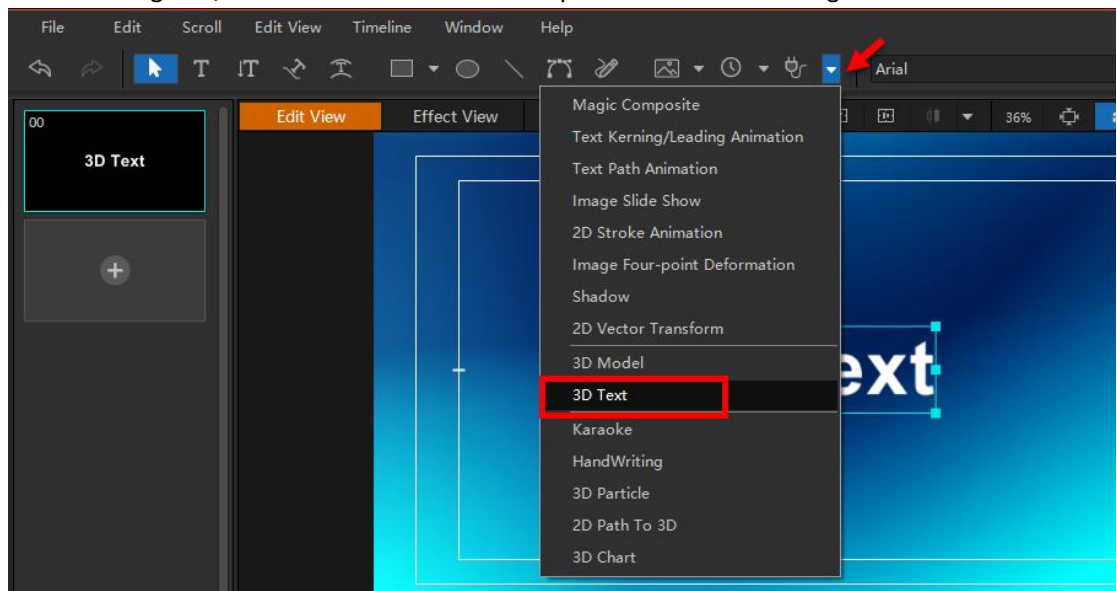 File Edit Scroll Edit View Timeline Window Help
T IT T Arial
00
3D Text
Edit View Effect View 36%
Magic Composite
Text Kerning/Leading Animation
Text Path Animation
Image Slide Show
2D Stroke Animation
Image Four-point Deformation
Shadow
2D Vector Transform
3D Model
3D Text
Karaoke
HandWriting
3D Particle
2D Path To 3D
3D Chart
ext